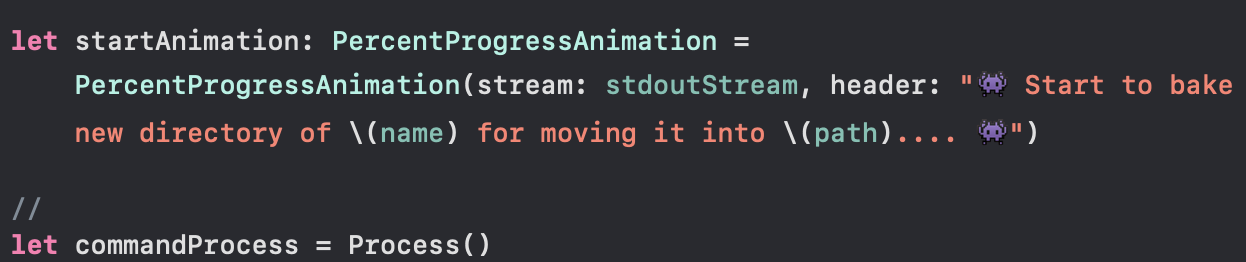 let startAnimation: PercentProgressAnimation =
PercentProgressAnimation(stream: stdoutStream, header: "👾 Start to bake
new directory of \(name) for moving it into \(path).... 👾")
//
let commandProcess = Process()